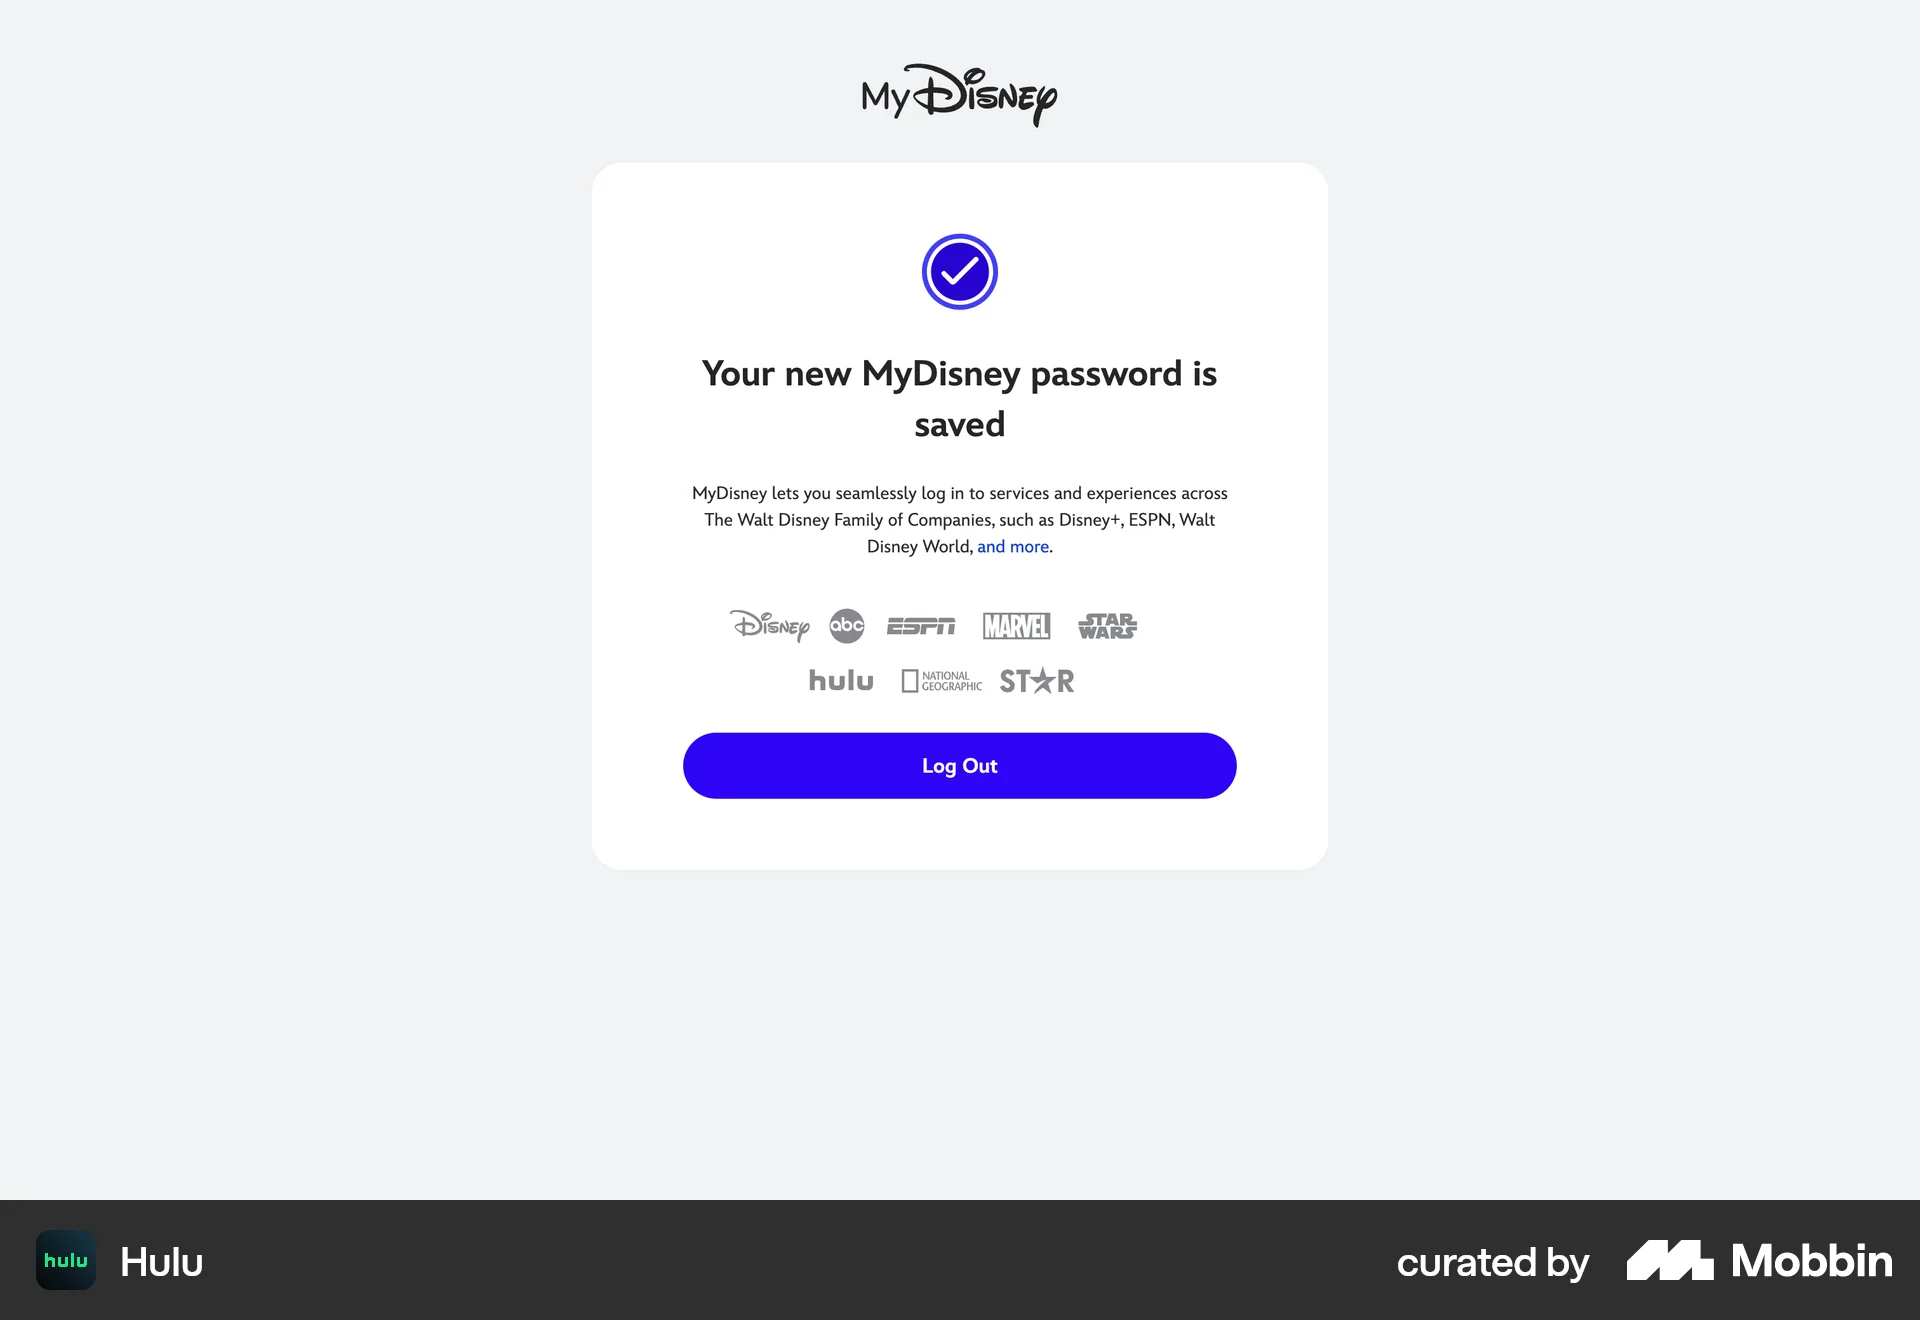 MyDisney
Your new MyDisney password is
saved
MyDisney lets you seamlessly log in to services and experiences across
The Walt Disney Family of Companies, such as Disney+, ESPN, Walt
Disney World, and more.
Disney abc ESPN MARVEL STAR WARS
hulu NATIONAL GEOGRAPHIC STAR
Log Out
hulu Hulu curated by Mobbin